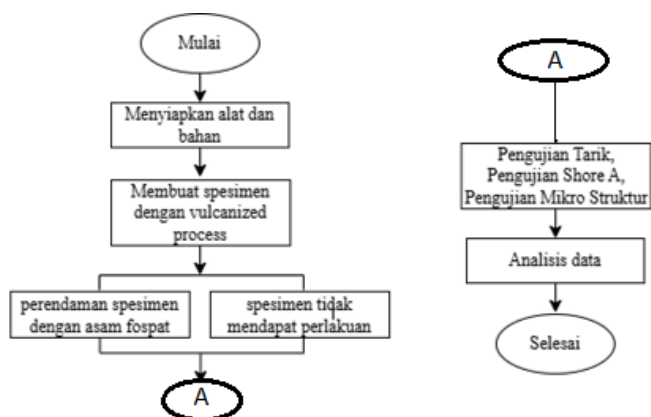 Mulai
Menyiapkan alat dan
bahan
Membuat spesimen
dengan vulcanized
process
perendaman spesimen
dengan asam fospat
spesimen tidak
mendapat perlakuan
A
A
Pengujian Tarik,
Pengujian Shore A,
Pengujian Mikro Struktur
Analisis data
Selesai